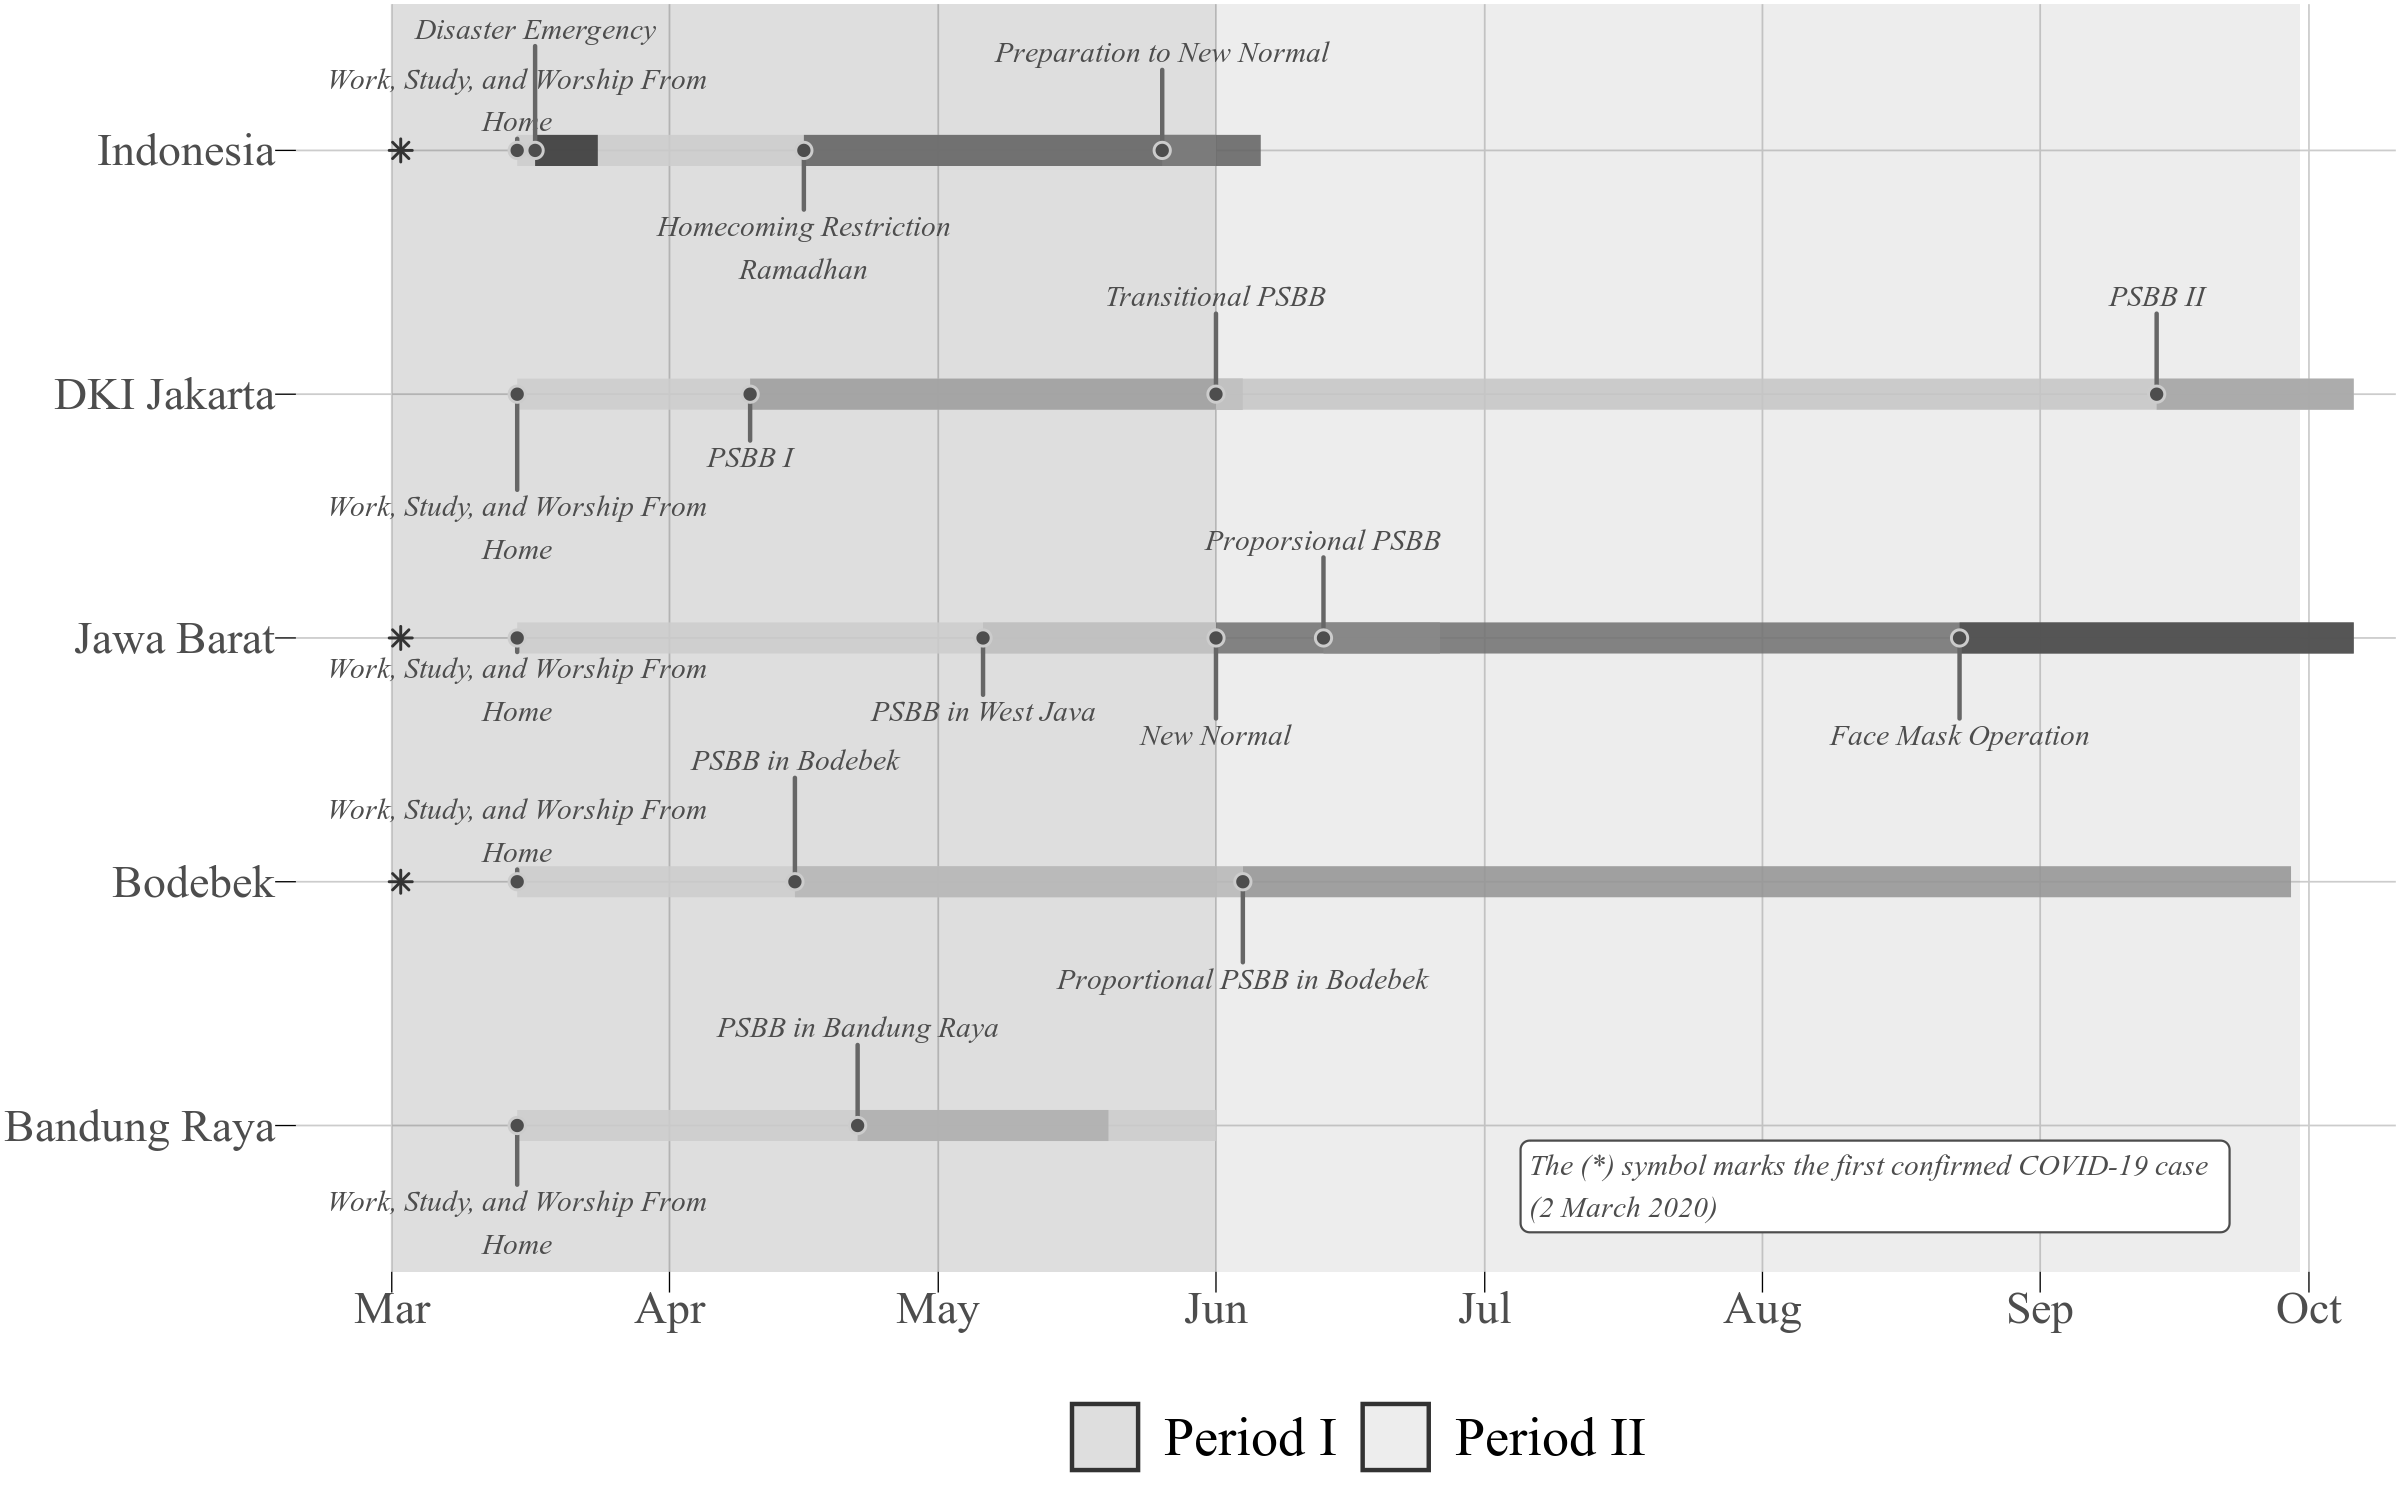 Disaster Emergency
Preparation to New Normal
Work, Study, and Worship From
Home
Indonesia
Homecoming Restriction
Ramadhan
Transitional PSBB
PSBB II
DKI Jakarta
PSBB I
Work, Study, and Worship From
Home
Proporsional PSBB
Jawa Barat
Work, Study, and Worship From
Home
PSBB in West Java
New Normal
Face Mask Operation
PSBB in Bodebek
Work, Study, and Worship From
Home
Bodebek
Proportional PSBB in Bodebek
PSBB in Bandung Raya
Bandung Raya
Work, Study, and Worship From
Home
The (*) symbol marks the first confirmed COVID-19 case
(2 March 2020)
Mar Apr May Jun Jul Aug Sep Oct
Period I Period II